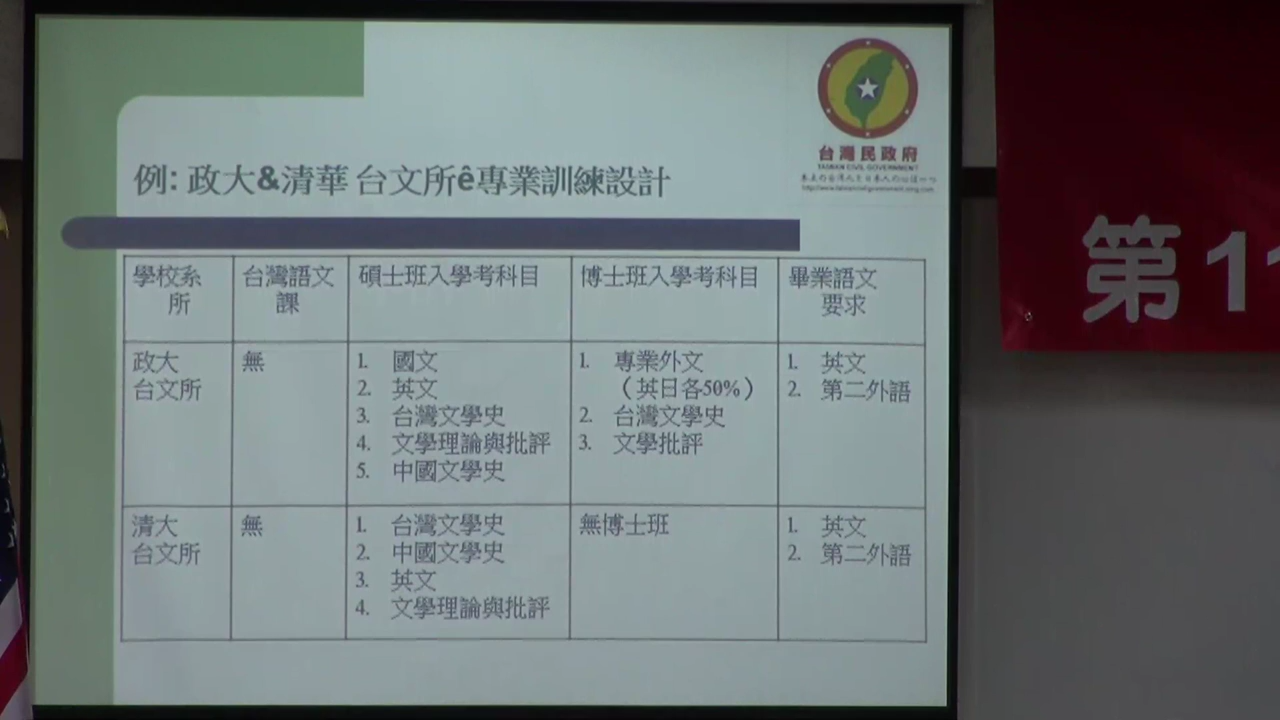 台灣民政府
TAIWAN CIVIL GOVERNMENT
例: 政大&清華 台文所ê專業訓練設計
第 11
學校系所
台灣語文課
碩士班入學考科目
博士班入學考科目
畢業語文要求
政大
台文所
無
1. 國文
2. 英文
3. 台灣文學史
4. 文學理論與批評
5. 中國文學史
1. 專業外文
（英日各50%）
2. 台灣文學史
3. 文學批評
1. 英文
2. 第二外語
清大
台文所
無
1. 台灣文學史
2. 中國文學史
3. 英文
4. 文學理論與批評
無博士班
1. 英文
2. 第二外語